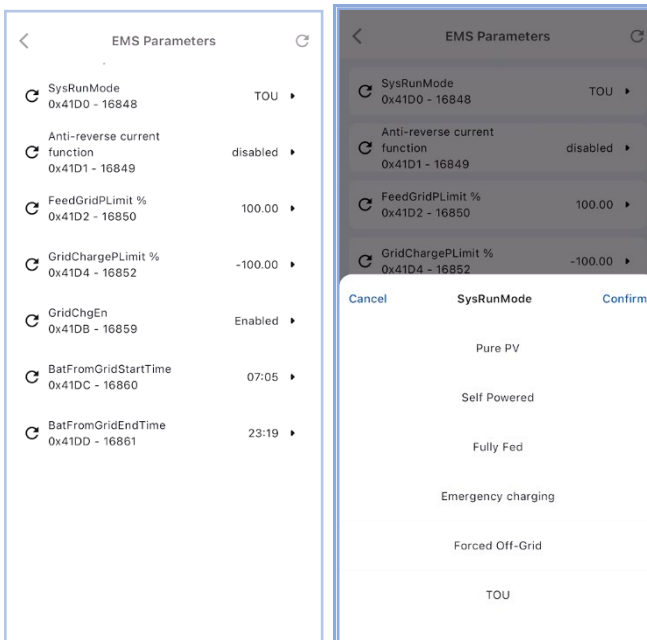 EMS Parameters
SysRunMode
0x41D0 - 16848
TOU
Anti-reverse current
function
0x41D1 - 16849
disabled
FeedGridPLimit %
0x41D2 - 16850
100.00
GridChargePLimit %
0x41D4 - 16852
-100.00
GridChgEn
0x41DB - 16859
Enabled
BatFromGridStartTime
0x41DC - 16860
07:05
BatFromGridEndTime
0x41DD - 16861
23:19
EMS Parameters
SysRunMode
0x41D0 - 16848
TOU
Anti-reverse current
function
0x41D1 - 16849
disabled
FeedGridPLimit %
0x41D2 - 16850
100.00
GridChargePLimit %
0x41D4 - 16852
-100.00
Cancel SysRunMode Confirm
Pure PV
Self Powered
Fully Fed
Emergency charging
Forced Off-Grid
TOU